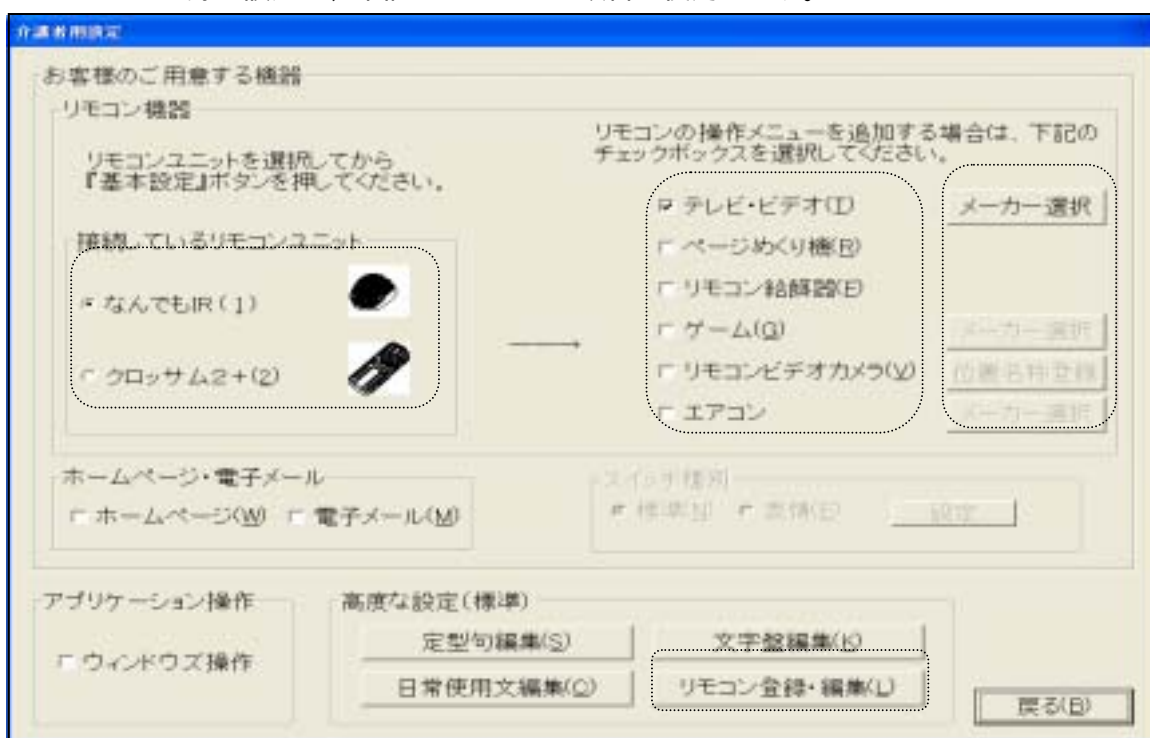 介護者用設定
お客様のご用意する機器
リモコン機器
リモコンユニットを選択してから
『基本設定』ボタンを押してください。
接続しているリモコンユニット
なんでもIR(1)
クロッサム2+(2)
リモコンの操作メニューを追加する場合は、下記の
チェックボックスを選択してください。
テレビ・ビデオ(T) メーカー選択
ページめくり機(R)
リモコン給餌器(E)
ゲーム(G) メーカー選択
リモコンビデオカメラ(V) 位置名称登録
エアコン メーカー選択
ホームページ・電子メール
ホームページ(W) 電子メール(M)
スイッチ種別
標準(N) 設定
アプリケーション操作
ウィンドウズ操作
高度な設定(標準)
定型句編集(S) 文字盤編集(K)
日常使用文編集(O) リモコン登録・編集(L)
戻る(B)